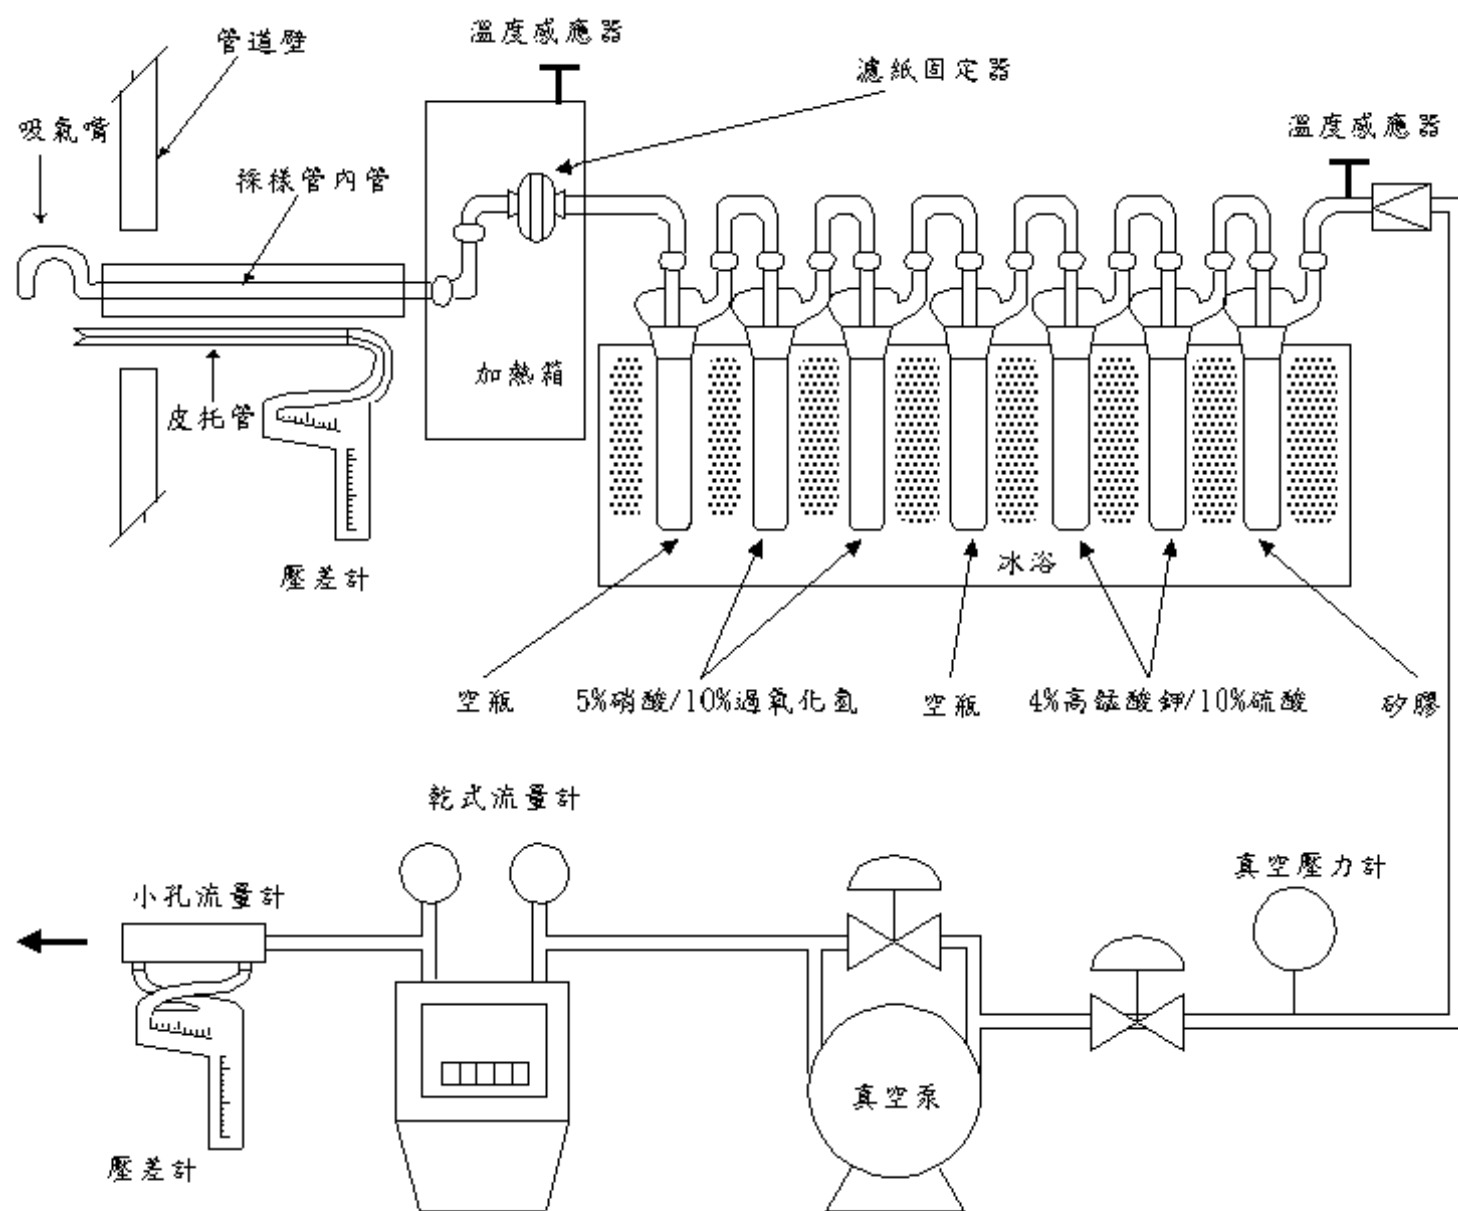 管道壁
溫度感應器
濾紙固定器
吸氣嘴
溫度感應器
採樣管內管
加熱箱
皮托管
壓差計
冰浴
空瓶
5%硝酸/10%過氧化氫
空瓶
4%高錳酸鉀/10%硫酸
矽膠
乾式流量計
小孔流量計
真空壓力計
真空泵
壓差計